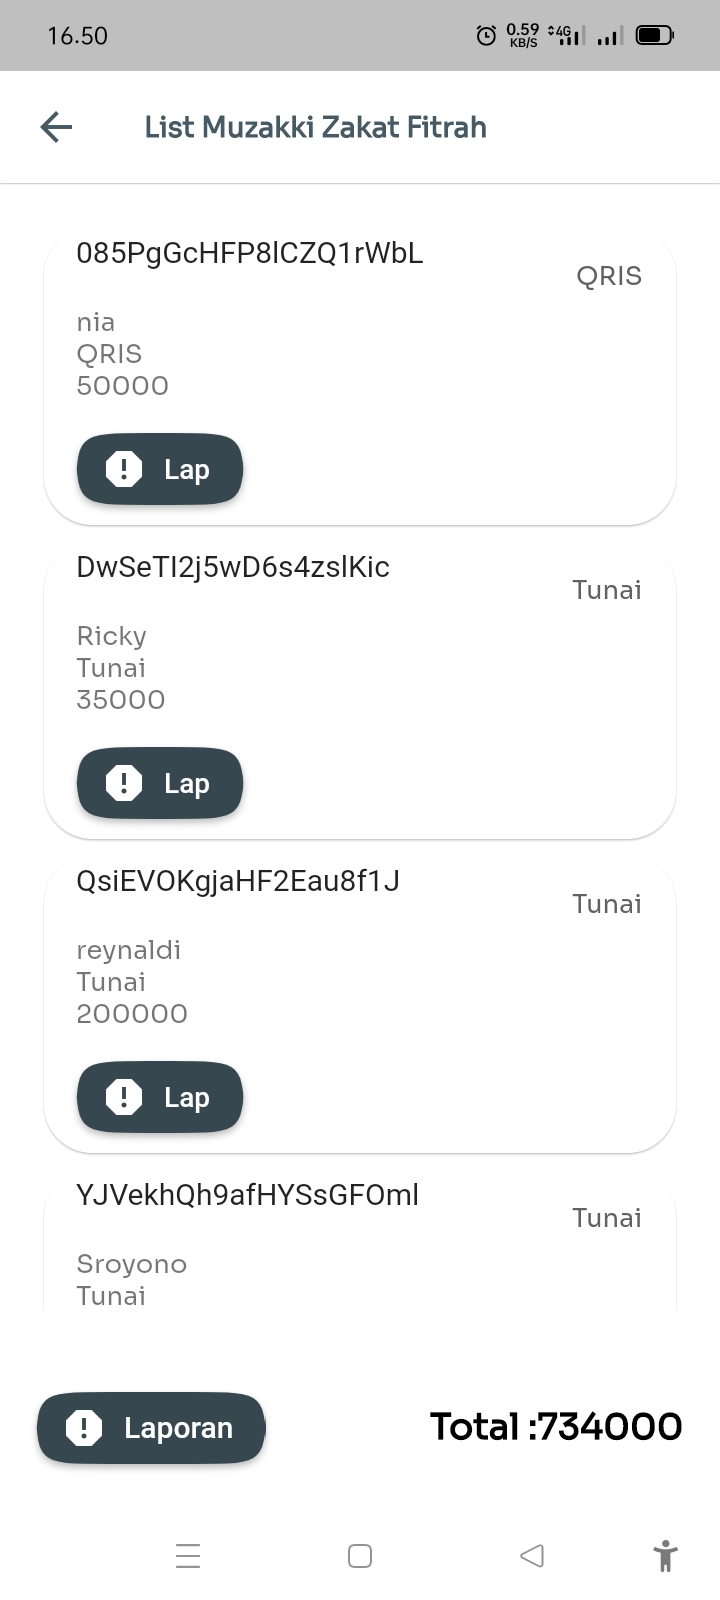 16.50
0.59
KB/S
4G
List Muzakki Zakat Fitrah
085PgGcHFP8lCZQ1rWbL
QRIS
nia
QRIS
50000
Lap
DwSeTI2j5wD6s4zslKic
Tunai
Ricky
Tunai
35000
Lap
QsiEVOKgjaHF2Eau8f1J
Tunai
reynaldi
Tunai
200000
Lap
YJVekhQh9afHYSsGFOml
Tunai
Sroyono
Tunai
Laporan
Total :734000